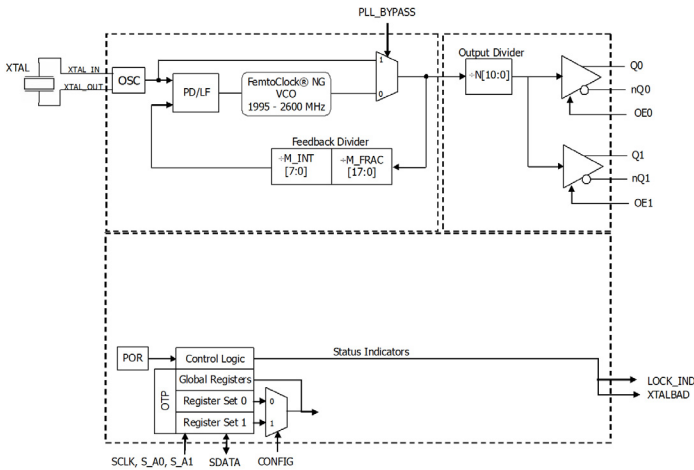 PLL_BYPASS
XTAL
XTAL_IN
XTAL_OUT
OSC
PD/LF
FemtoClock® NG
VCO
1995 - 2600 MHz
1
0
Output Divider
÷N[10:0]
Q0
nQ0
OE0
Feedback Divider
÷M_INT
[7:0]
÷M_FRAC
[17:0]
Q1
nQ1
OE1
POR
Control Logic
Status Indicators
OTP
Global Registers
Register Set 0
0
Register Set 1
1
LOCK_IND
XTALBAD
SCLK, S_A0, S_A1
SDATA
CONFIG